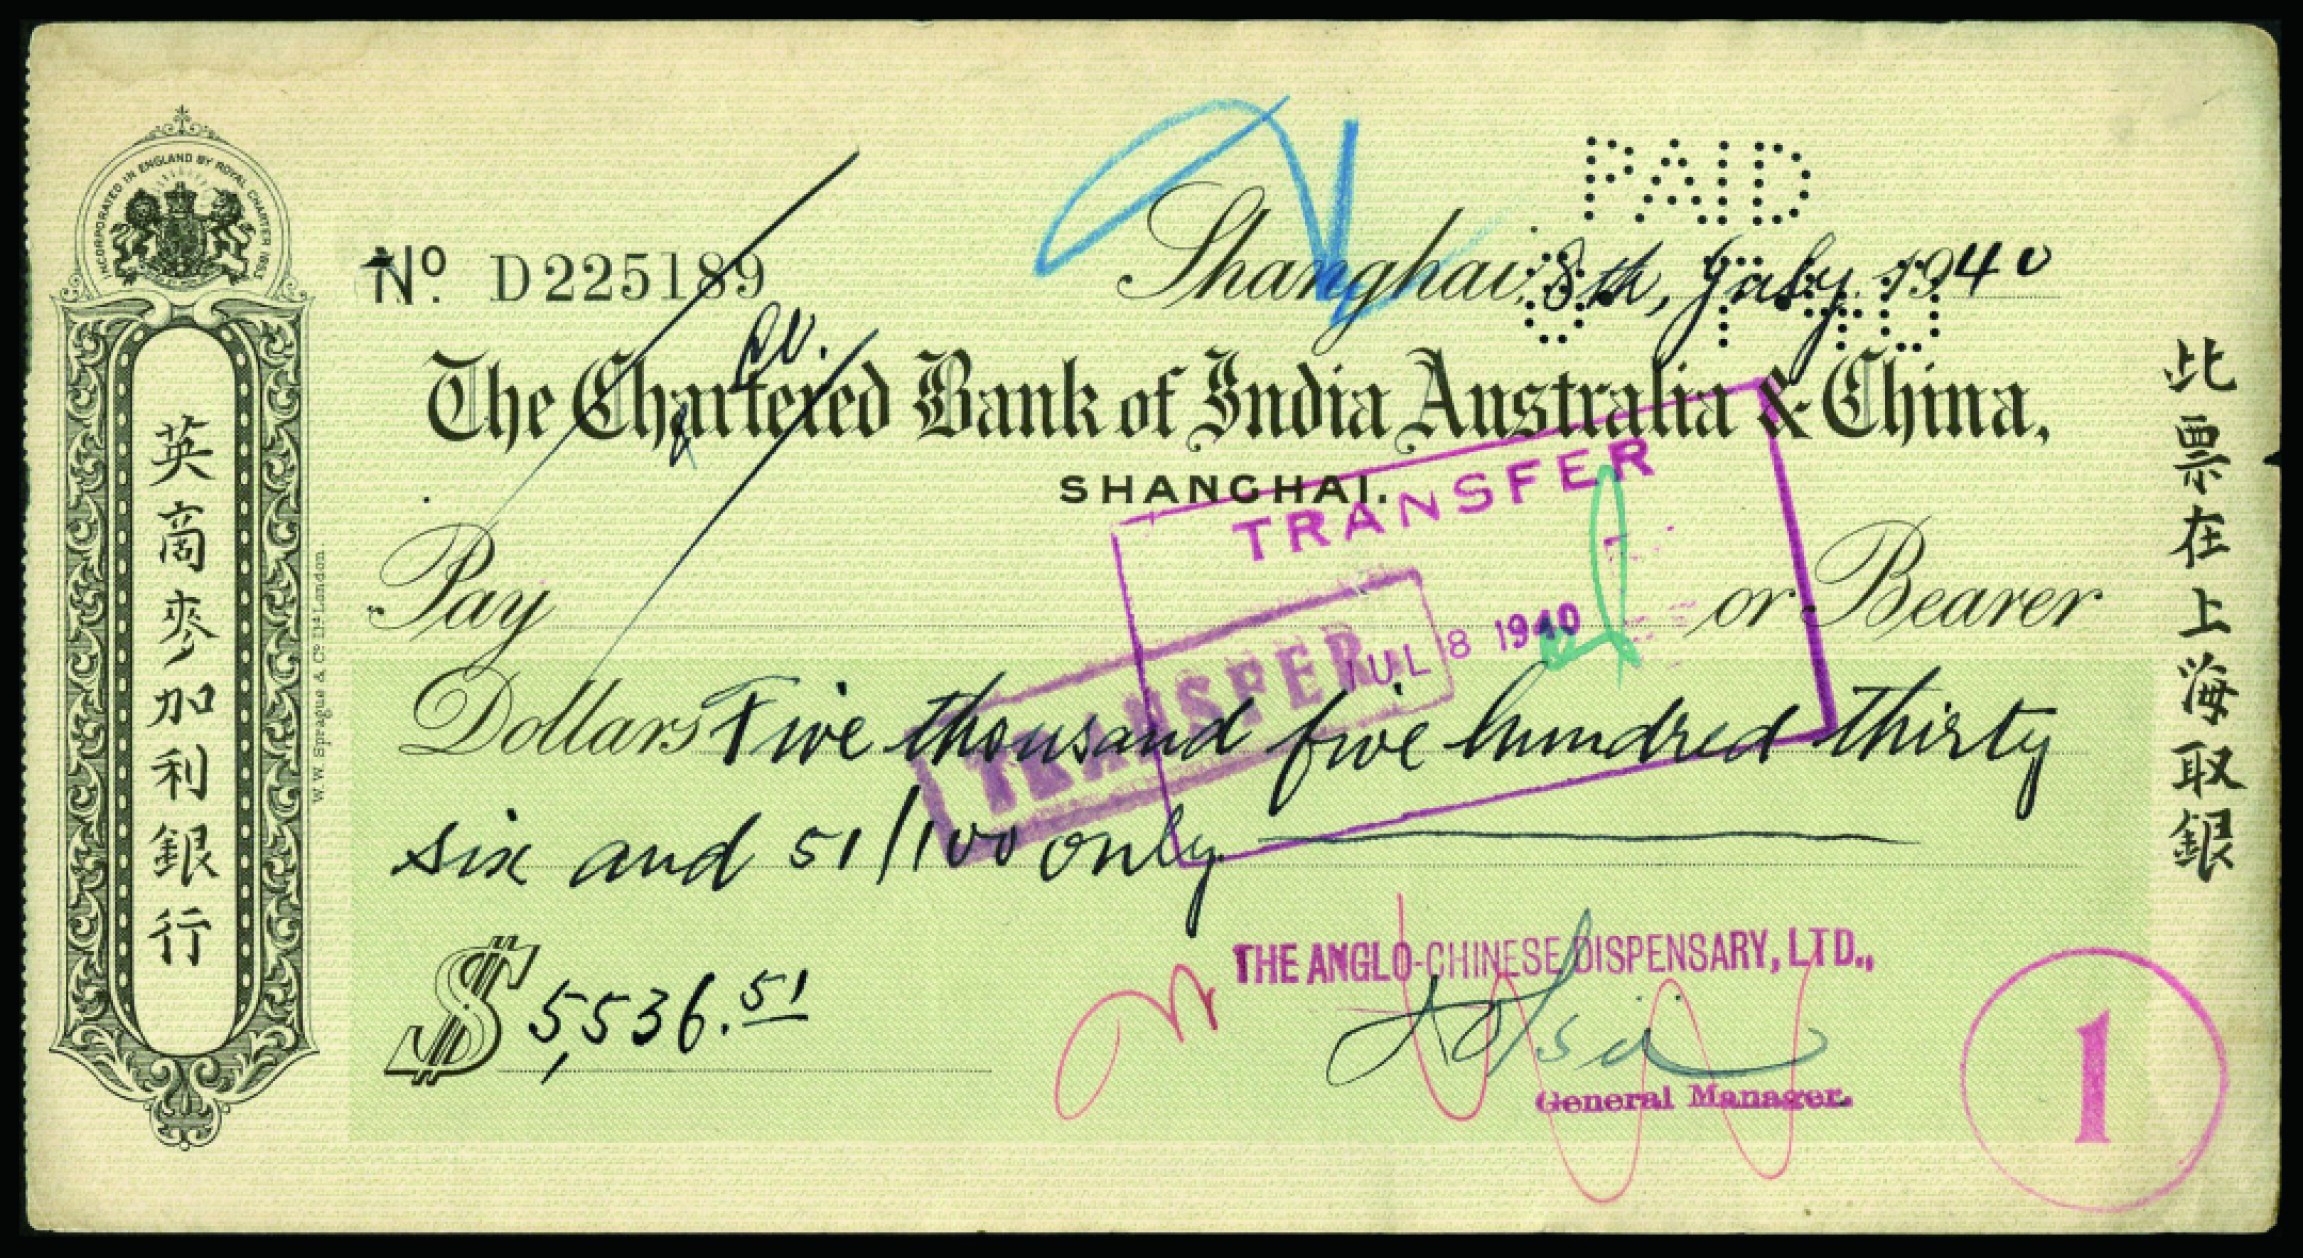 INCORPORATED IN ENGLAND BY ROYAL CHARTER 1853
英商麥加利銀行
W. W. Sprague & Co. Ltd. London.
No. D225189
PAID
Shanghai, 8th, July 1940
The Chartered Bank of India Australia & China,
SHANGHAI.
TRANSFER
JUL 8 1940
Pay or Bearer
TRANSFER
Dollars Five thousand five hundred thirty
six and 51/100 only
$ 5,536.51
THE ANGLO-CHINESE DISPENSARY, LTD.,
General Manager.
1
此票在上海取銀